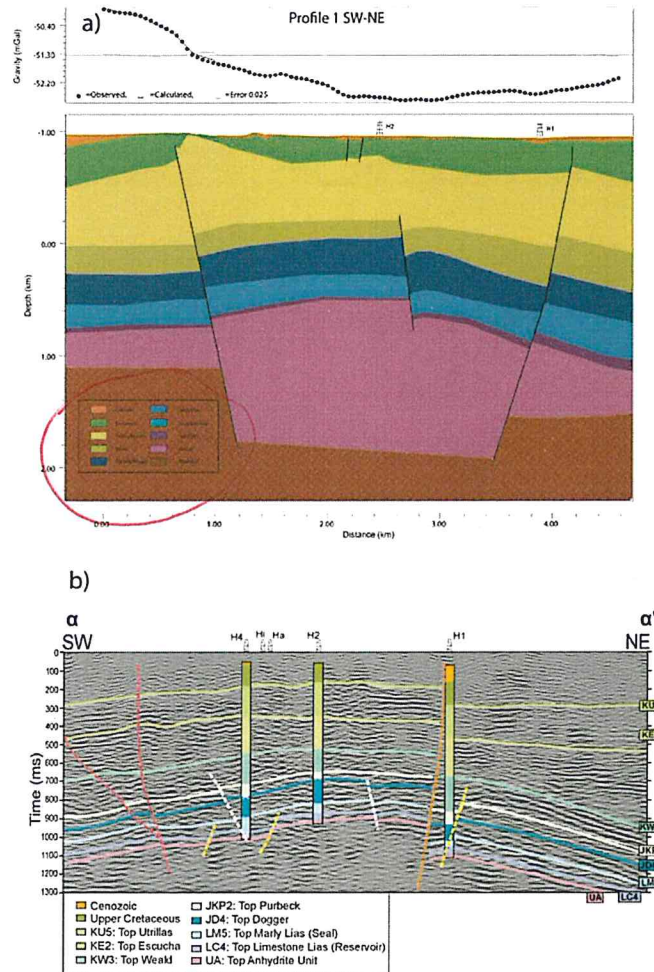 a)
Profile 1 SW-NE
Gravity (mGal)
-50.40
-51.30
-52.20
=Observed, =Calculated, =Error 0.025
H2
H1
-1.00
0.00
1.00
2.00
Depth (km)
0.00
1.00
2.00
3.00
4.00
Distance (km)
b)
α
α'
SW
H4
Hi
Ha
H2
H1
NE
Time (ms)
0
100
200
300
400
500
600
700
800
900
1000
1100
1200
1300
KU
KE
KW
JK
LM
UA
LC4
Cenozoic
Upper Cretaceous
KU5: Top Utrillas
KE2: Top Escucha
KW3: Top Weald
JKP2: Top Purbeck
JD4: Top Dogger
LM5: Top Marly Lias (Seal)
LC4: Top Limestone Lias (Reservoir)
UA: Top Anhydrite Unit